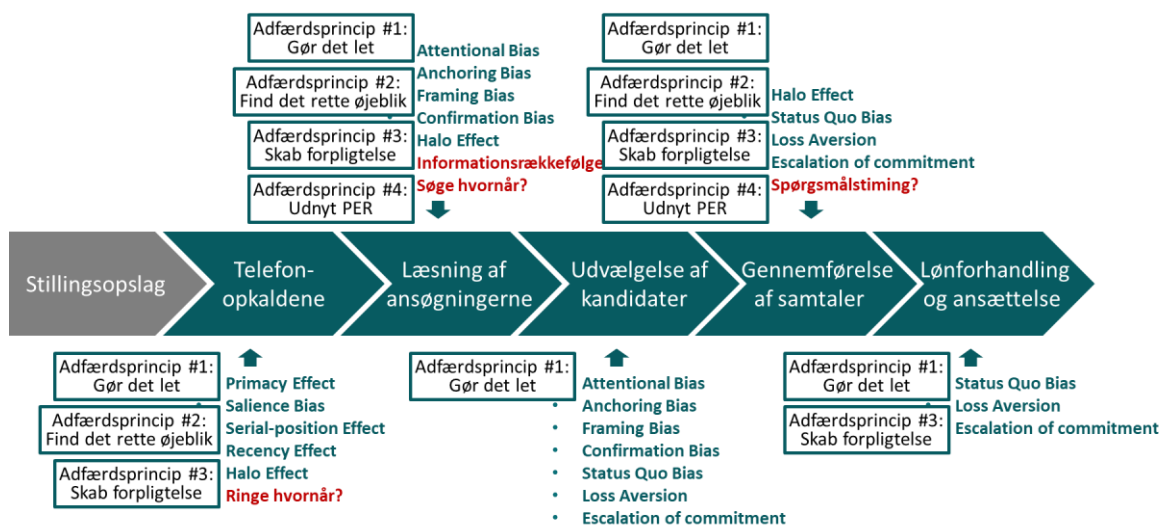 Adfærdsprincip #1:
Gør det let
Adfærdsprincip #2:
Find det rette øjeblik
Adfærdsprincip #3:
Skab forpligtelse
Adfærdsprincip #4:
Udnyt PER
Attentional Bias
Anchoring Bias
Framing Bias
Confirmation Bias
Halo Effect
Informationsrækkefølge
Søge hvornår?
Adfærdsprincip #1:
Gør det let
Adfærdsprincip #2:
Find det rette øjeblik
Adfærdsprincip #3:
Skab forpligtelse
Adfærdsprincip #4:
Udnyt PER
Halo Effect
Status Quo Bias
Loss Aversion
Escalation of commitment
Spørgsmålstiming?
Stillingsopslag
Telefon-
opkaldene
Læsning af
ansøgningerne
Udvælgelse af
kandidater
Gennemførelse
af samtaler
Lønforhandling
og ansættelse
Adfærdsprincip #1:
Gør det let
Adfærdsprincip #2:
Find det rette øjeblik
Adfærdsprincip #3:
Skab forpligtelse
Primacy Effect
Salience Bias
Serial-position Effect
Recency Effect
Halo Effect
Ringe hvornår?
Adfærdsprincip #1:
Gør det let
Attentional Bias
• Anchoring Bias
• Framing Bias
• Confirmation Bias
• Status Quo Bias
• Loss Aversion
• Escalation of commitment
Adfærdsprincip #1:
Gør det let
Adfærdsprincip #3:
Skab forpligtelse
Status Quo Bias
Loss Aversion
Escalation of commitment